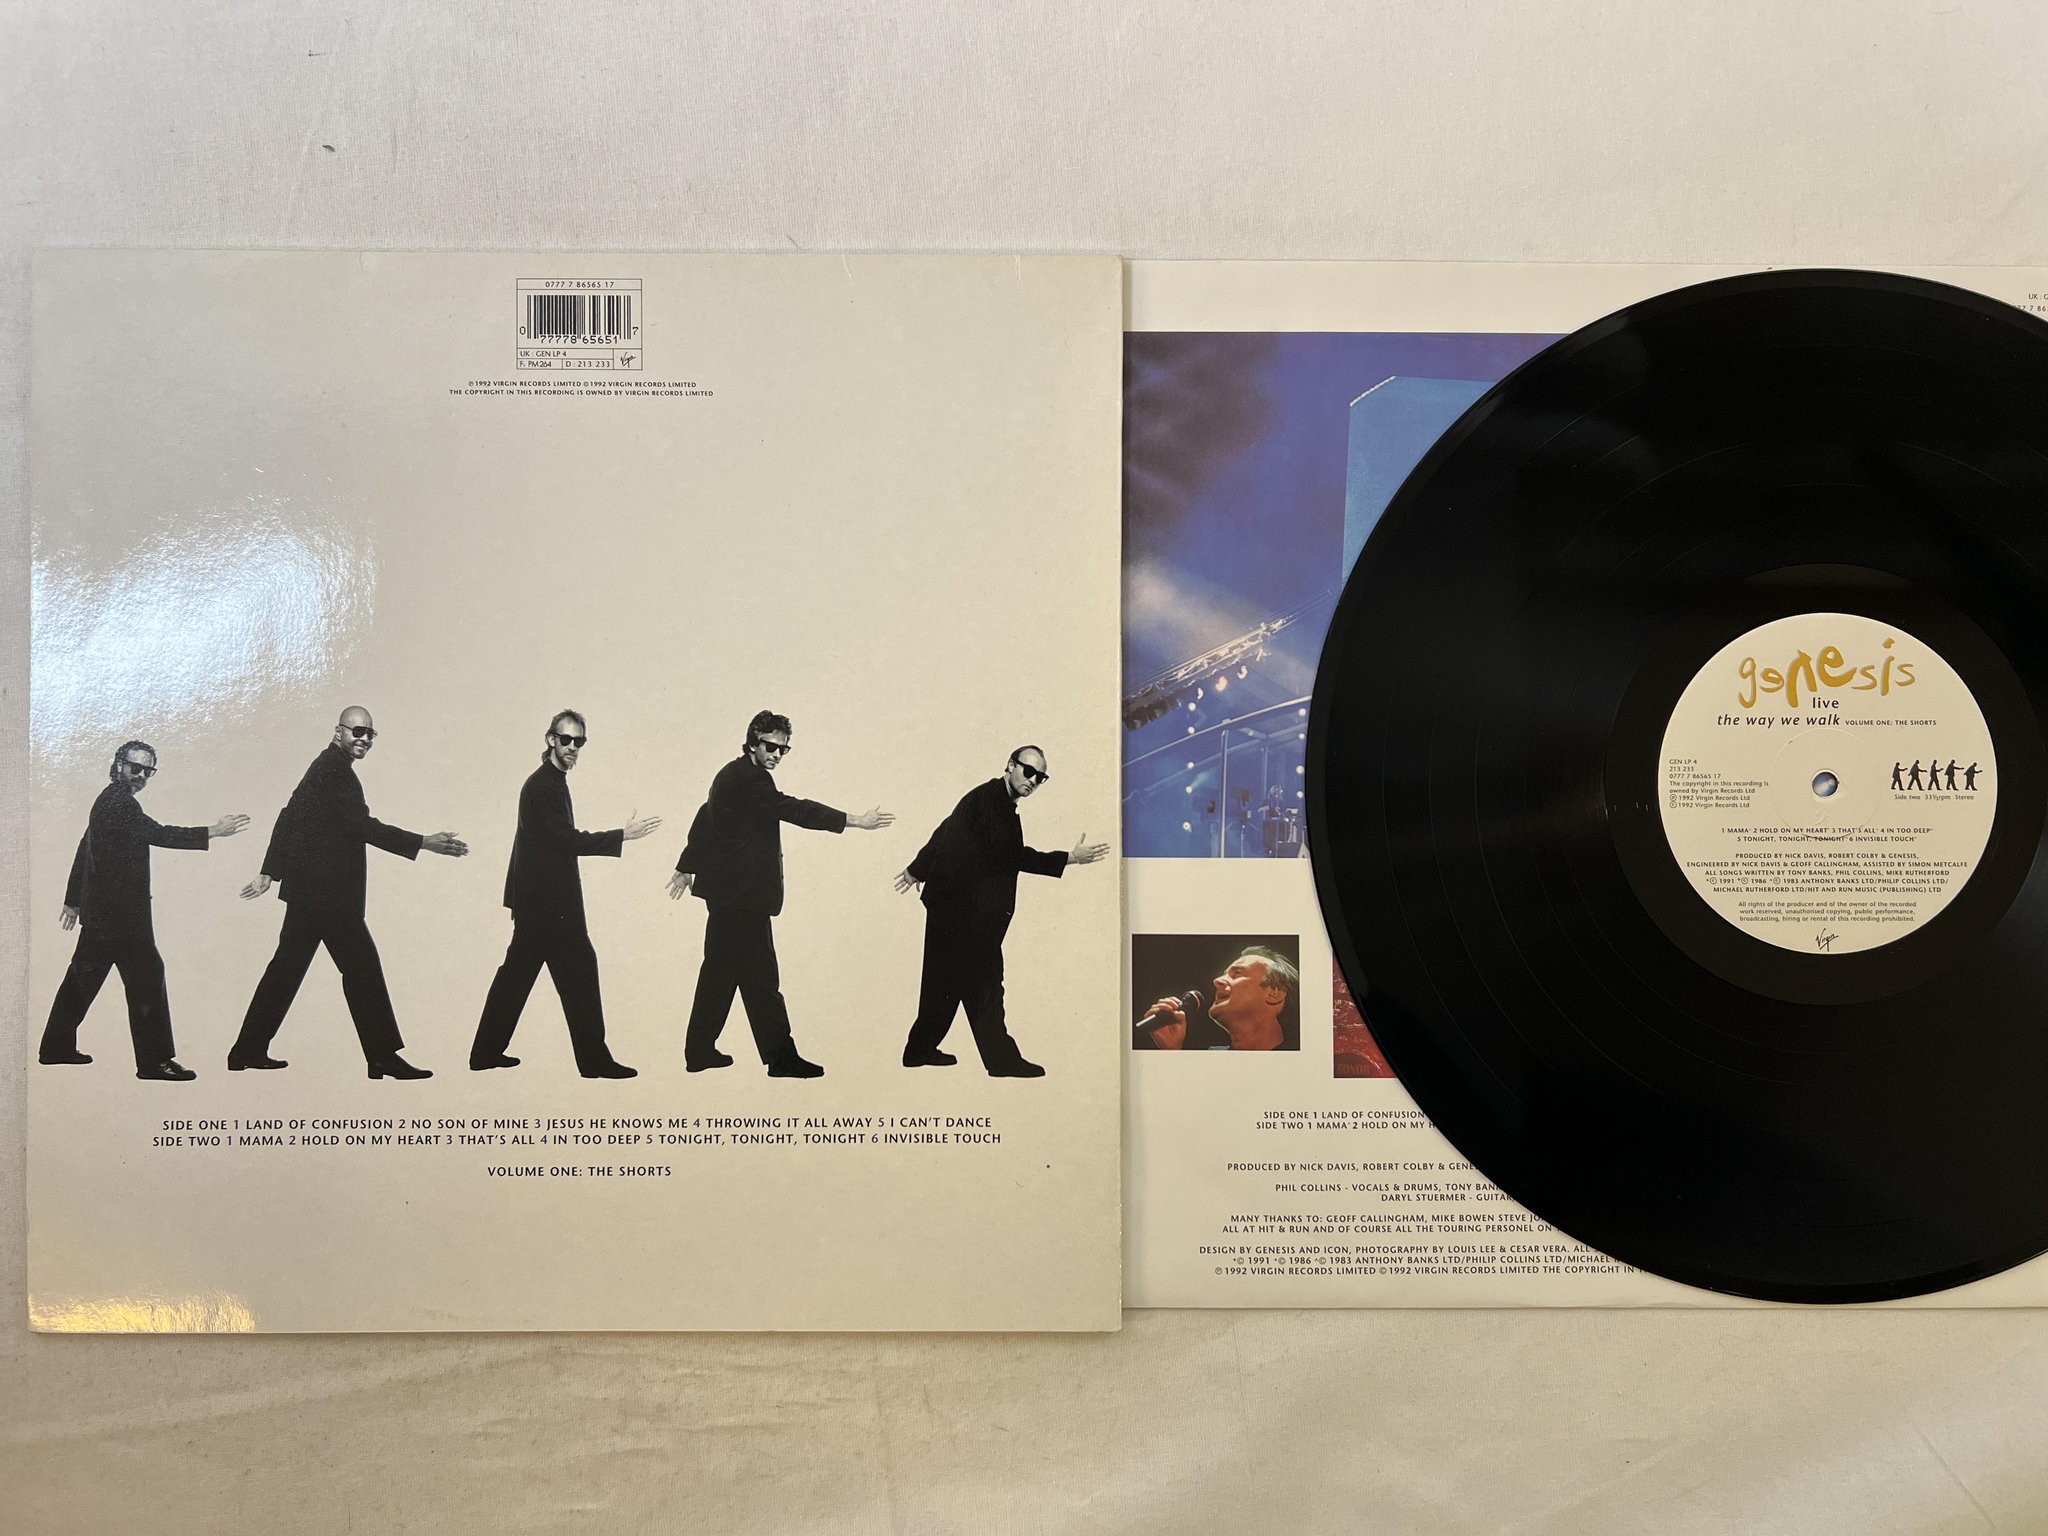 0777 7 86565 17
0 77778 65651 7
UK : GEN LP 4
F: PM 264 D : 213 233 Virgin
℗ 1992 VIRGIN RECORDS LIMITED © 1992 VIRGIN RECORDS LIMITED
THE COPYRIGHT IN THIS RECORDING IS OWNED BY VIRGIN RECORDS LIMITED
SIDE ONE 1 LAND OF CONFUSION 2 NO SON OF MINE 3 JESUS HE KNOWS ME 4 THROWING IT ALL AWAY 5 I CAN'T DANCE
SIDE TWO 1 MAMA 2 HOLD ON MY HEART 3 THAT'S ALL 4 IN TOO DEEP 5 TONIGHT, TONIGHT, TONIGHT 6 INVISIBLE TOUCH
VOLUME ONE: THE SHORTS
UK : G
SONOR
SIDE ONE 1 LAND OF CONFUSION
SIDE TWO 1 MAMA^ 2 HOLD ON MY H
PRODUCED BY NICK DAVIS, ROBERT COLBY & GENE
PHIL COLLINS - VOCALS & DRUMS, TONY BAN
DARYL STUERMER - GUITAR
MANY THANKS TO: GEOFF CALLINGHAM, MIKE BOWEN STEVE JO
ALL AT HIT & RUN AND OF COURSE ALL THE TOURING PERSONEL ON
DESIGN BY GENESIS AND ICON, PHOTOGRAPHY BY LOUIS LEE & CESAR VERA. ALL
*© 1991 °© 1986 ^© 1983 ANTHONY BANKS LTD/PHILIP COLLINS LTD/MICHAEL
℗ 1992 VIRGIN RECORDS LIMITED © 1992 VIRGIN RECORDS LIMITED THE COPYRIGHT IN
genesis
live
the way we walk VOLUME ONE: THE SHORTS
GEN LP 4
213 233
0777 7 86565 17
The copyright in this recording is
owned by Virgin Records Ltd
℗ 1992 Virgin Records Ltd
© 1992 Virgin Records Ltd
Side two 33⅓rpm Stereo
1 MAMA^ 2 HOLD ON MY HEART* 3 THAT'S ALL^ 4 IN TOO DEEP°
5 TONIGHT, TONIGHT, TONIGHT° 6 INVISIBLE TOUCH°
PRODUCED BY NICK DAVIS, ROBERT COLBY & GENESIS,
ENGINEERED BY NICK DAVIS & GEOFF CALLINGHAM, ASSISTED BY SIMON METCALFE
ALL SONGS WRITTEN BY TONY BANKS, PHIL COLLINS, MIKE RUTHERFORD
*© 1991 °© 1986 ^© 1983 ANTHONY BANKS LTD/PHILIP COLLINS LTD/
MICHAEL RUTHERFORD LTD/HIT AND RUN MUSIC (PUBLISHING) LTD
All rights of the producer and of the owner of the recorded
work reserved, unauthorised copying, public performance,
broadcasting, hiring or rental of this recording prohibited.
Virgin